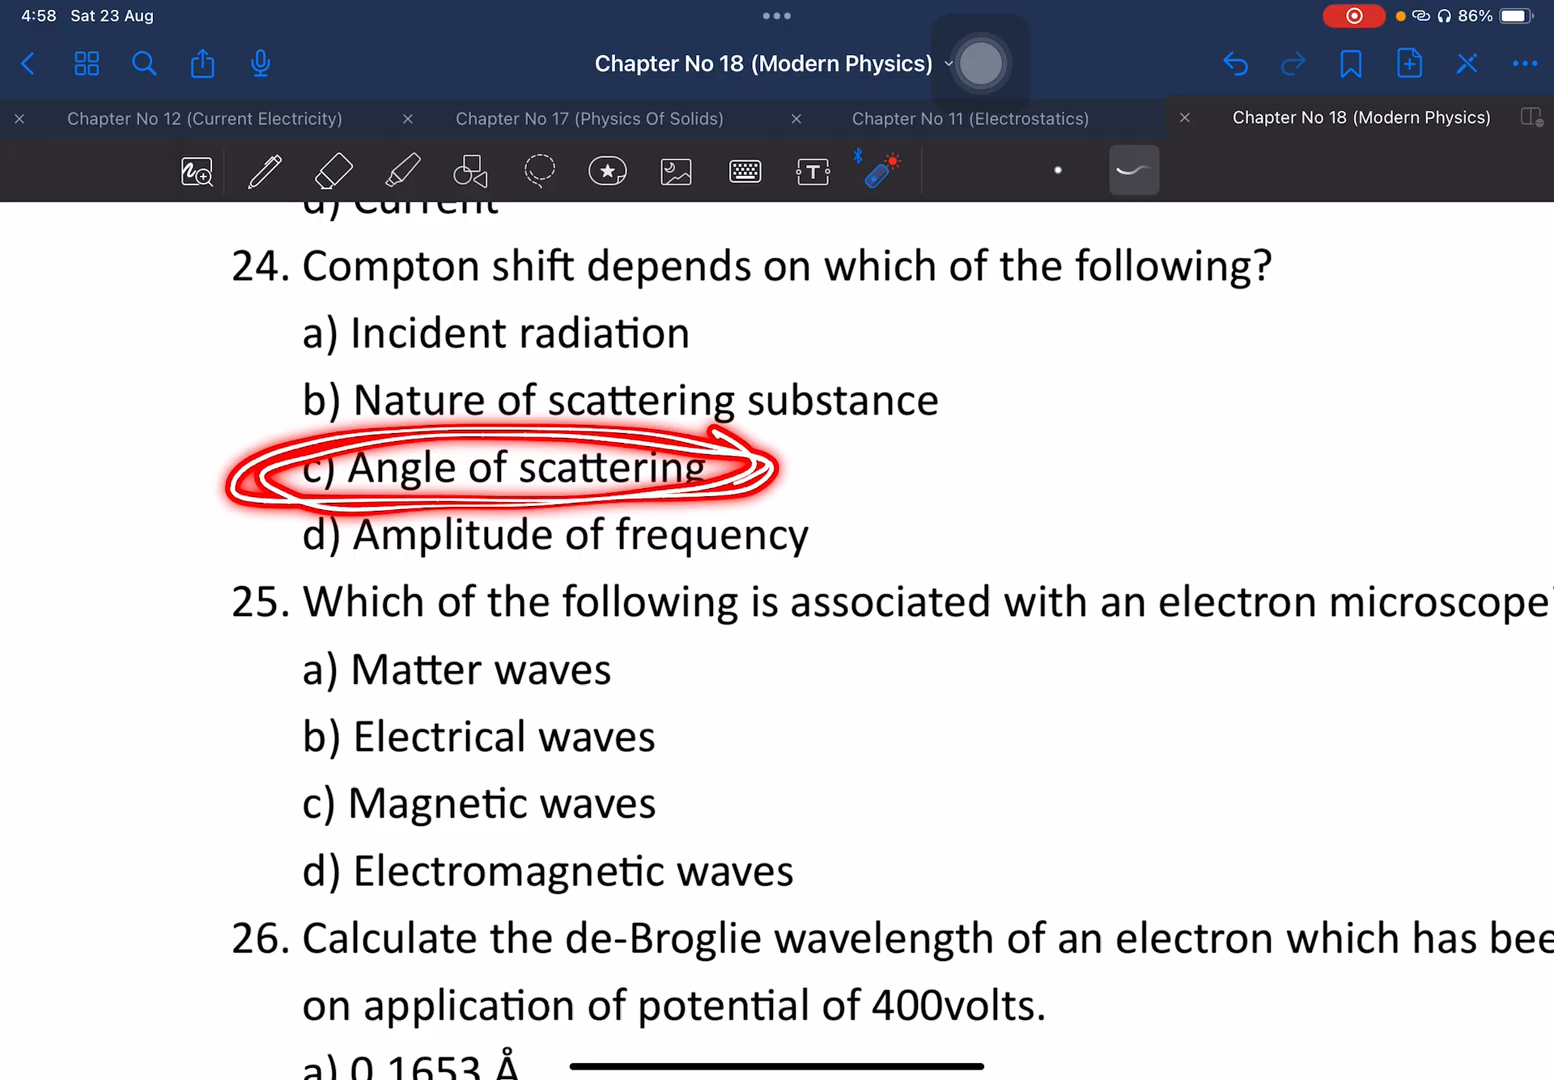 4:58 Sat 23 Aug
86%
Chapter No 18 (Modern Physics)
Chapter No 12 (Current Electricity)
Chapter No 17 (Physics Of Solids)
Chapter No 11 (Electrostatics)
Chapter No 18 (Modern Physics)
T
d) Current
24. Compton shift depends on which of the following?
a) Incident radiation
b) Nature of scattering substance
c) Angle of scattering
d) Amplitude of frequency
25. Which of the following is associated with an electron microscope?
a) Matter waves
b) Electrical waves
c) Magnetic waves
d) Electromagnetic waves
26. Calculate the de-Broglie wavelength of an electron which has bee
on application of potential of 400volts.
a) 0.1653 Å